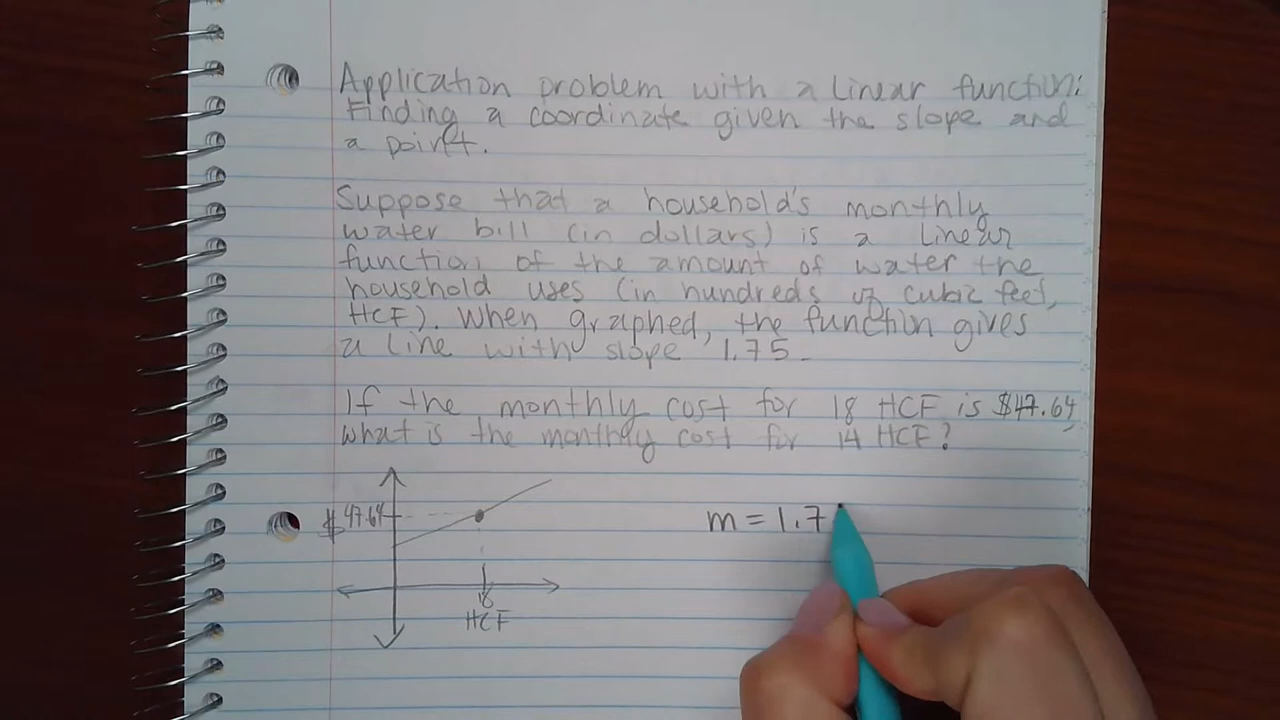 Application problem with a linear function:
Finding a coordinate given the slope and
a point.
Suppose that a household's monthly
water bill (in dollars) is a linear
function of the amount of water the
household uses (in hundreds of cubic feet,
HCF). When graphed, the function gives
a line with slope 1.75.
If the monthly cost for 18 HCF is $47.64,
what is the monthly cost for 14 HCF?
$47.64
m = 1.7
18
HCF